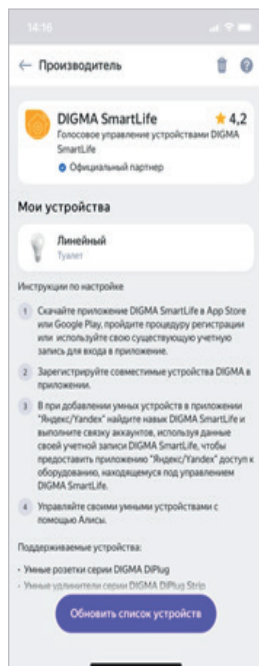 14:16
← Производитель
DIGMA SmartLife ★ 4,2
Голосовое управление устройствами DIGMA
SmartLife
Официальный партнер
Мои устройства
Линейный
Туалет
Инструкции по настройке
1 Скачайте приложение DIGMA SmartLife в App Store
или Google Play, пройдите процедуру регистрации
или используйте свою существующую учетную
запись для входа в приложение.
2 Зарегистрируйте совместимые устройства DIGMA в
приложении.
3 В при добавлении умных устройств в приложении
"Яндекс/Yandex" найдите навык DIGMA SmartLife и
выполните связку аккаунтов, используя данные
своей учетной записи DIGMA SmartLife, чтобы
предоставить приложению "Яндекс/Yandex" доступ к
оборудованию, находящемуся под управлением
DIGMA SmartLife.
4 Управляйте своими умными устройствами с
помощью Алисы.
Поддерживаемые устройства:
- Умные розетки серии DIGMA DiPlug
- Умные удлинители серии DIGMA DiPlug Strip
Обновить список устройств